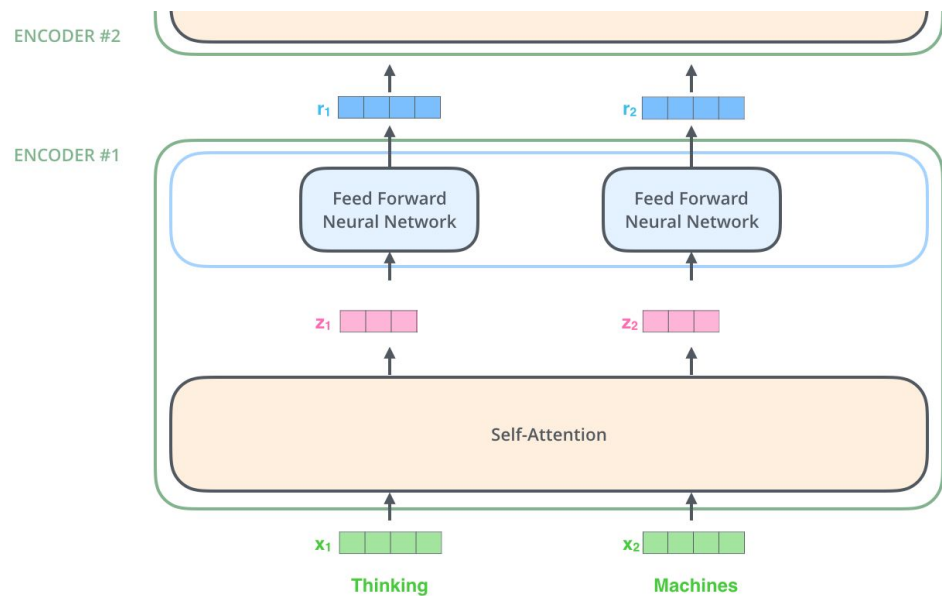 ENCODER #2
r₁
r₂
ENCODER #1
Feed Forward
Neural Network
Feed Forward
Neural Network
z₁
z₂
Self-Attention
x₁
x₂
Thinking
Machines